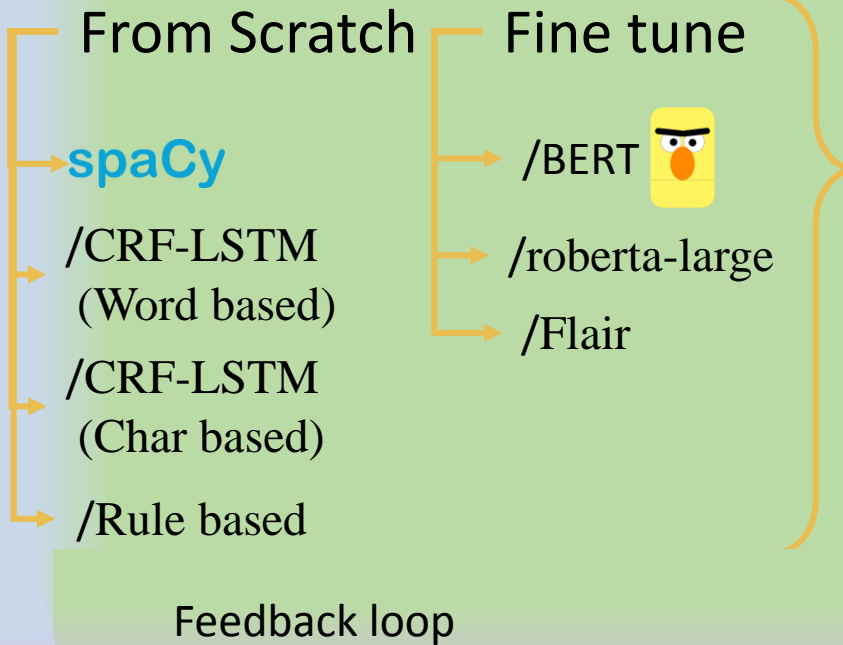 From Scratch
spaCy
/CRF-LSTM
(Word based)
/CRF-LSTM
(Char based)
/Rule based
Fine tune
/BERT
/roberta-large
/Flair
Feedback loop